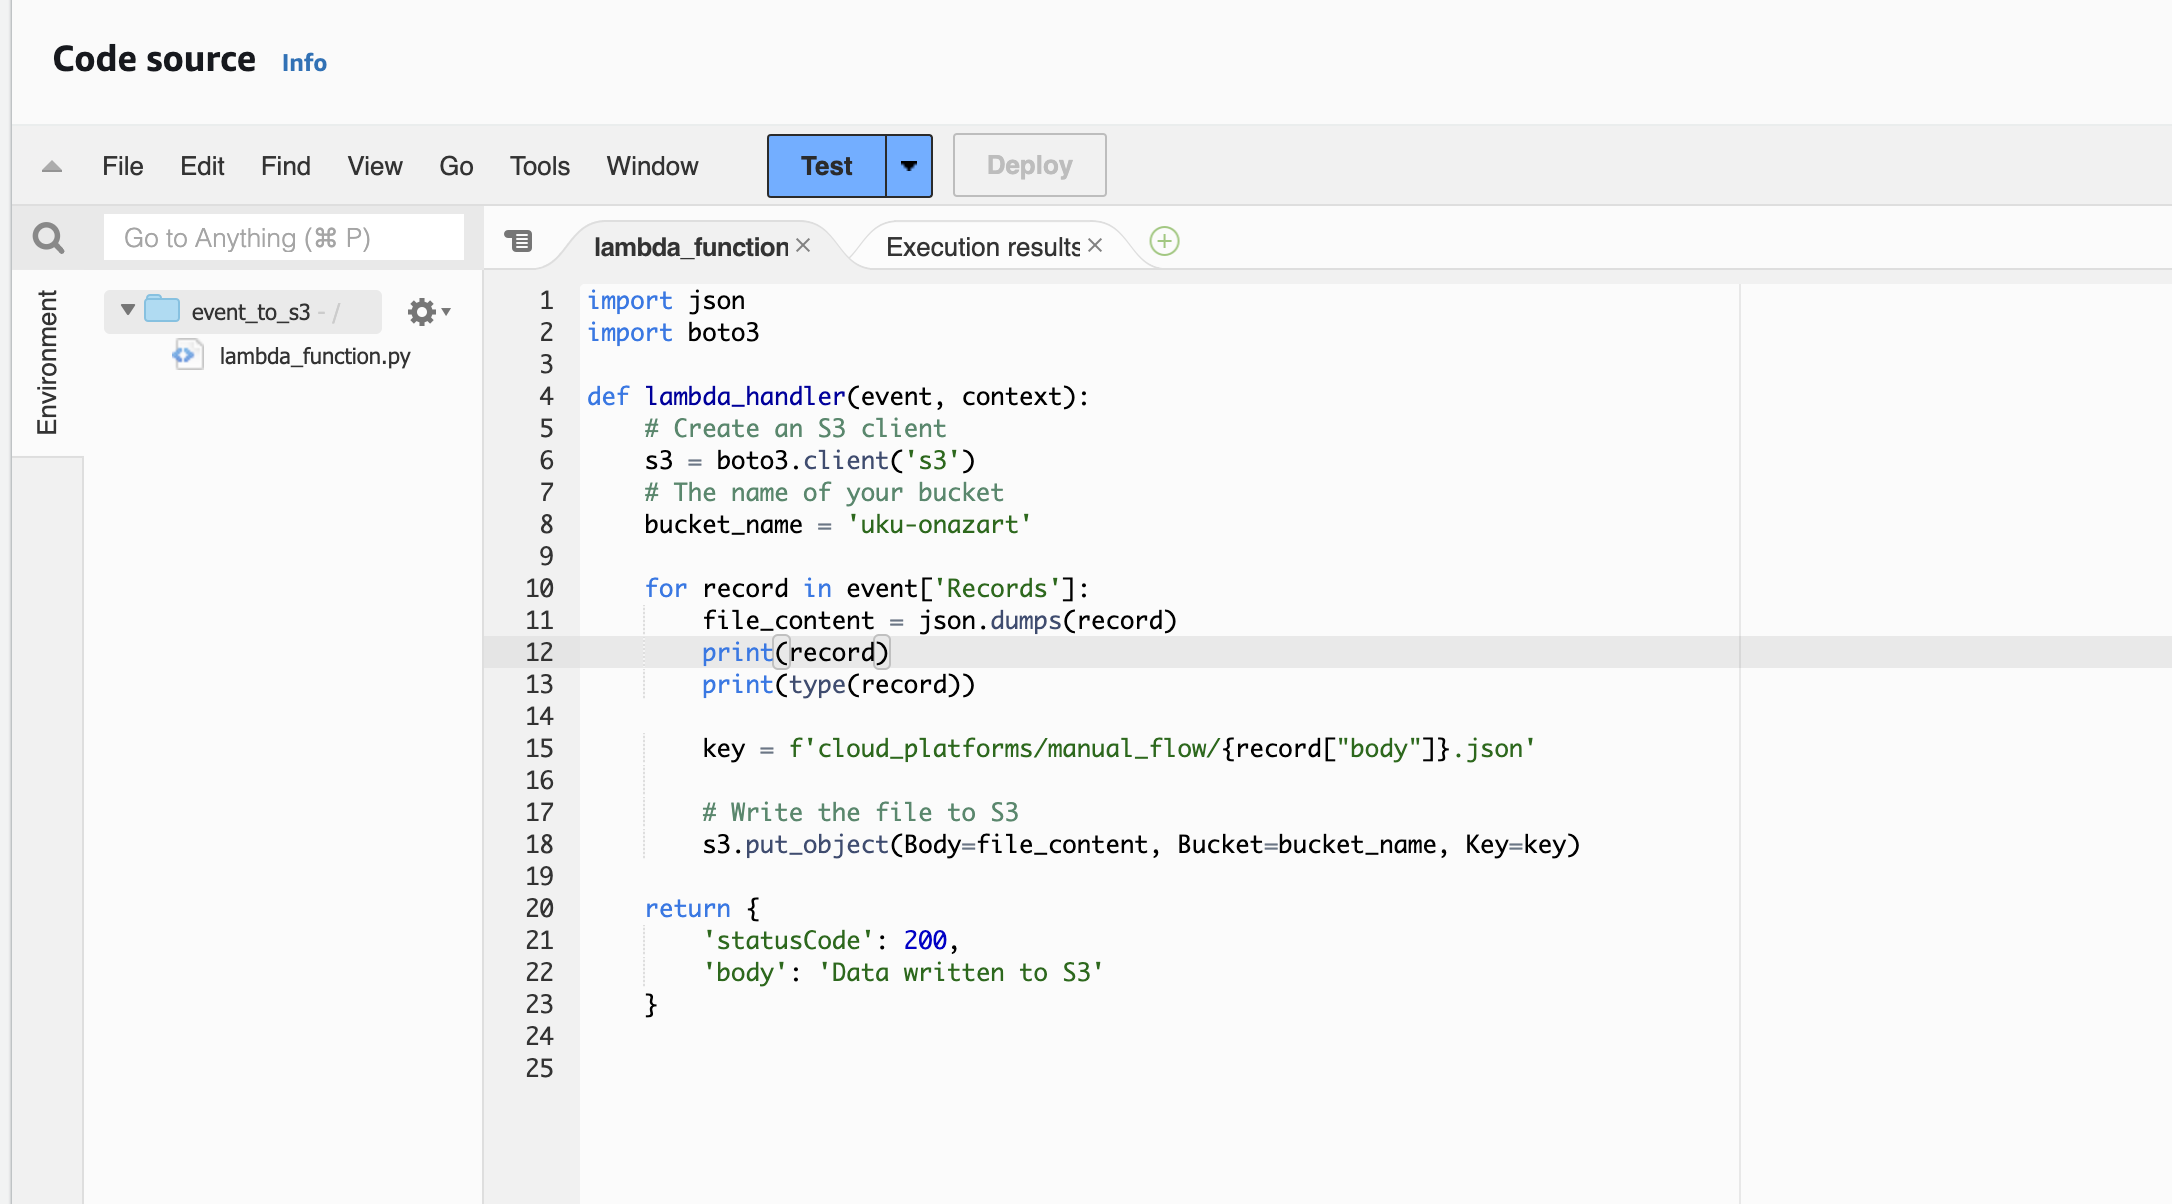 Code source Info
File Edit Find View Go Tools Window Test Deploy
Go to Anything (⌘ P)
lambda_function × Execution results ×
Environment
event_to_s3 - /
lambda_function.py
1 import json
2 import boto3
3
4 def lambda_handler(event, context):
5     # Create an S3 client
6     s3 = boto3.client('s3')
7     # The name of your bucket
8     bucket_name = 'uku-onazart'
9
10     for record in event['Records']:
11         file_content = json.dumps(record)
12         print(record)
13         print(type(record))
14
15         key = f'cloud_platforms/manual_flow/{record["body"]}.json'
16
17         # Write the file to S3
18         s3.put_object(Body=file_content, Bucket=bucket_name, Key=key)
19
20     return {
21         'statusCode': 200,
22         'body': 'Data written to S3'
23     }
24
25